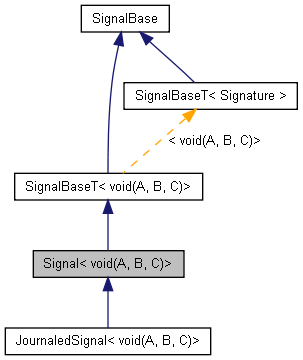 SignalBase
SignalBaseT< Signature >
< void(A, B, C)>
SignalBaseT< void(A, B, C)>
Signal< void(A, B, C)>
JournaledSignal< void(A, B, C)>